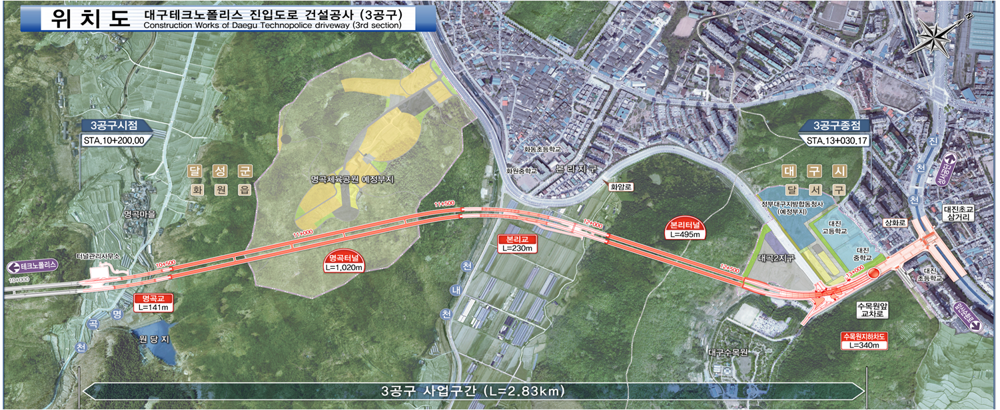 위 치 도
대구테크노폴리스 진입도로 건설공사 (3공구)
Construction Works of Daegu Technopolice driveway (3rd section)
N
3공구시점
STA.10+200.00
3공구종점
STA.13+030.17
진
천
천
성서공단
화동초등학교
화원중학교
본리지구
화암로
달 성 군
화 원 읍
대 구 시
달 서 구
명곡체육공원 예정부지
명곡마을
정부대구지방합동청사
(예정부지)
대진
고등학교
상화로
대진초교
삼거리
11+500
12+000
11+000
본리터널
L=495m
본리교
L=230m
터널관리사무소
테크노폴리스
10+000
10+500
명곡터널
L=1,020m
대곡2지구
대진
중학교
12+500
13+000
대진
초등학교
천
내
천
명곡교
L=141m
명
곡
천
원당지
수목원앞
교차로
앞산순환로
수목원지하차도
L=340m
대구수목원
3공구 사업구간 (L=2.83km)